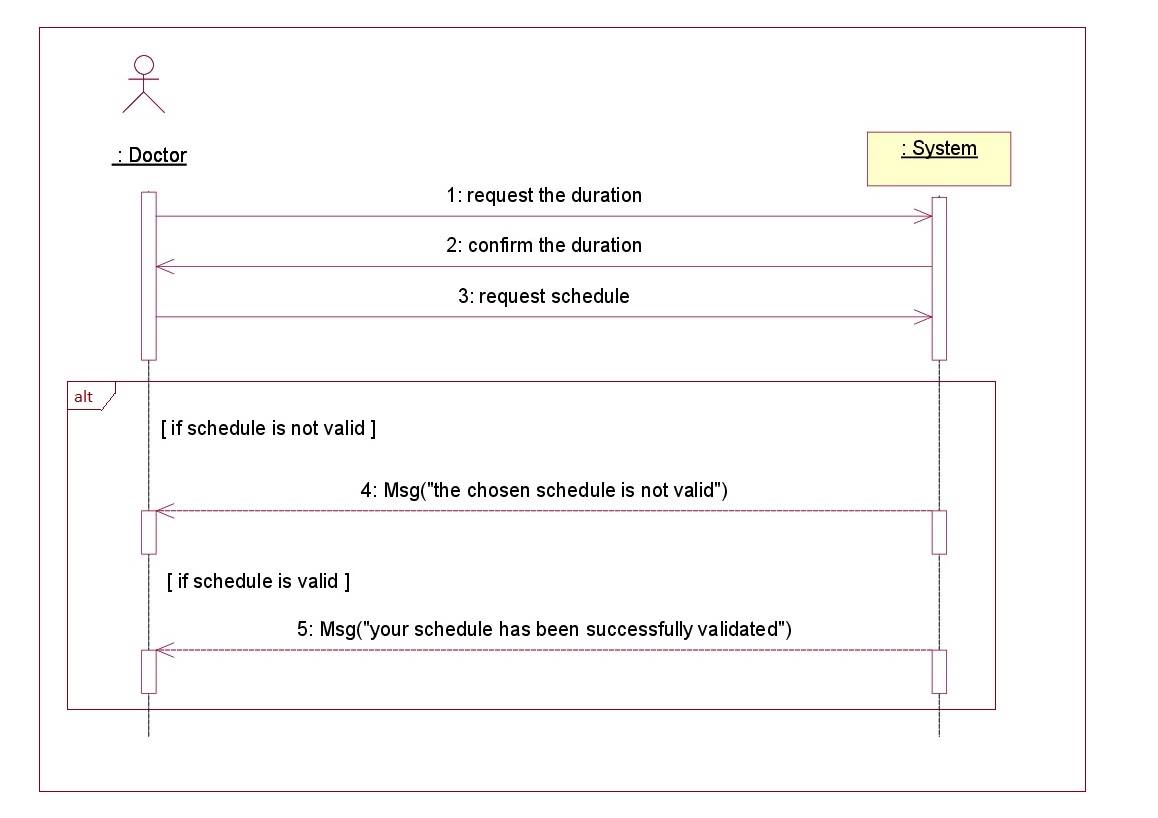 : Doctor
: System
1: request the duration
2: confirm the duration
3: request schedule
alt
[ if schedule is not valid ]
4: Msg("the chosen schedule is not valid")
[ if schedule is valid ]
5: Msg("your schedule has been successfully validated")